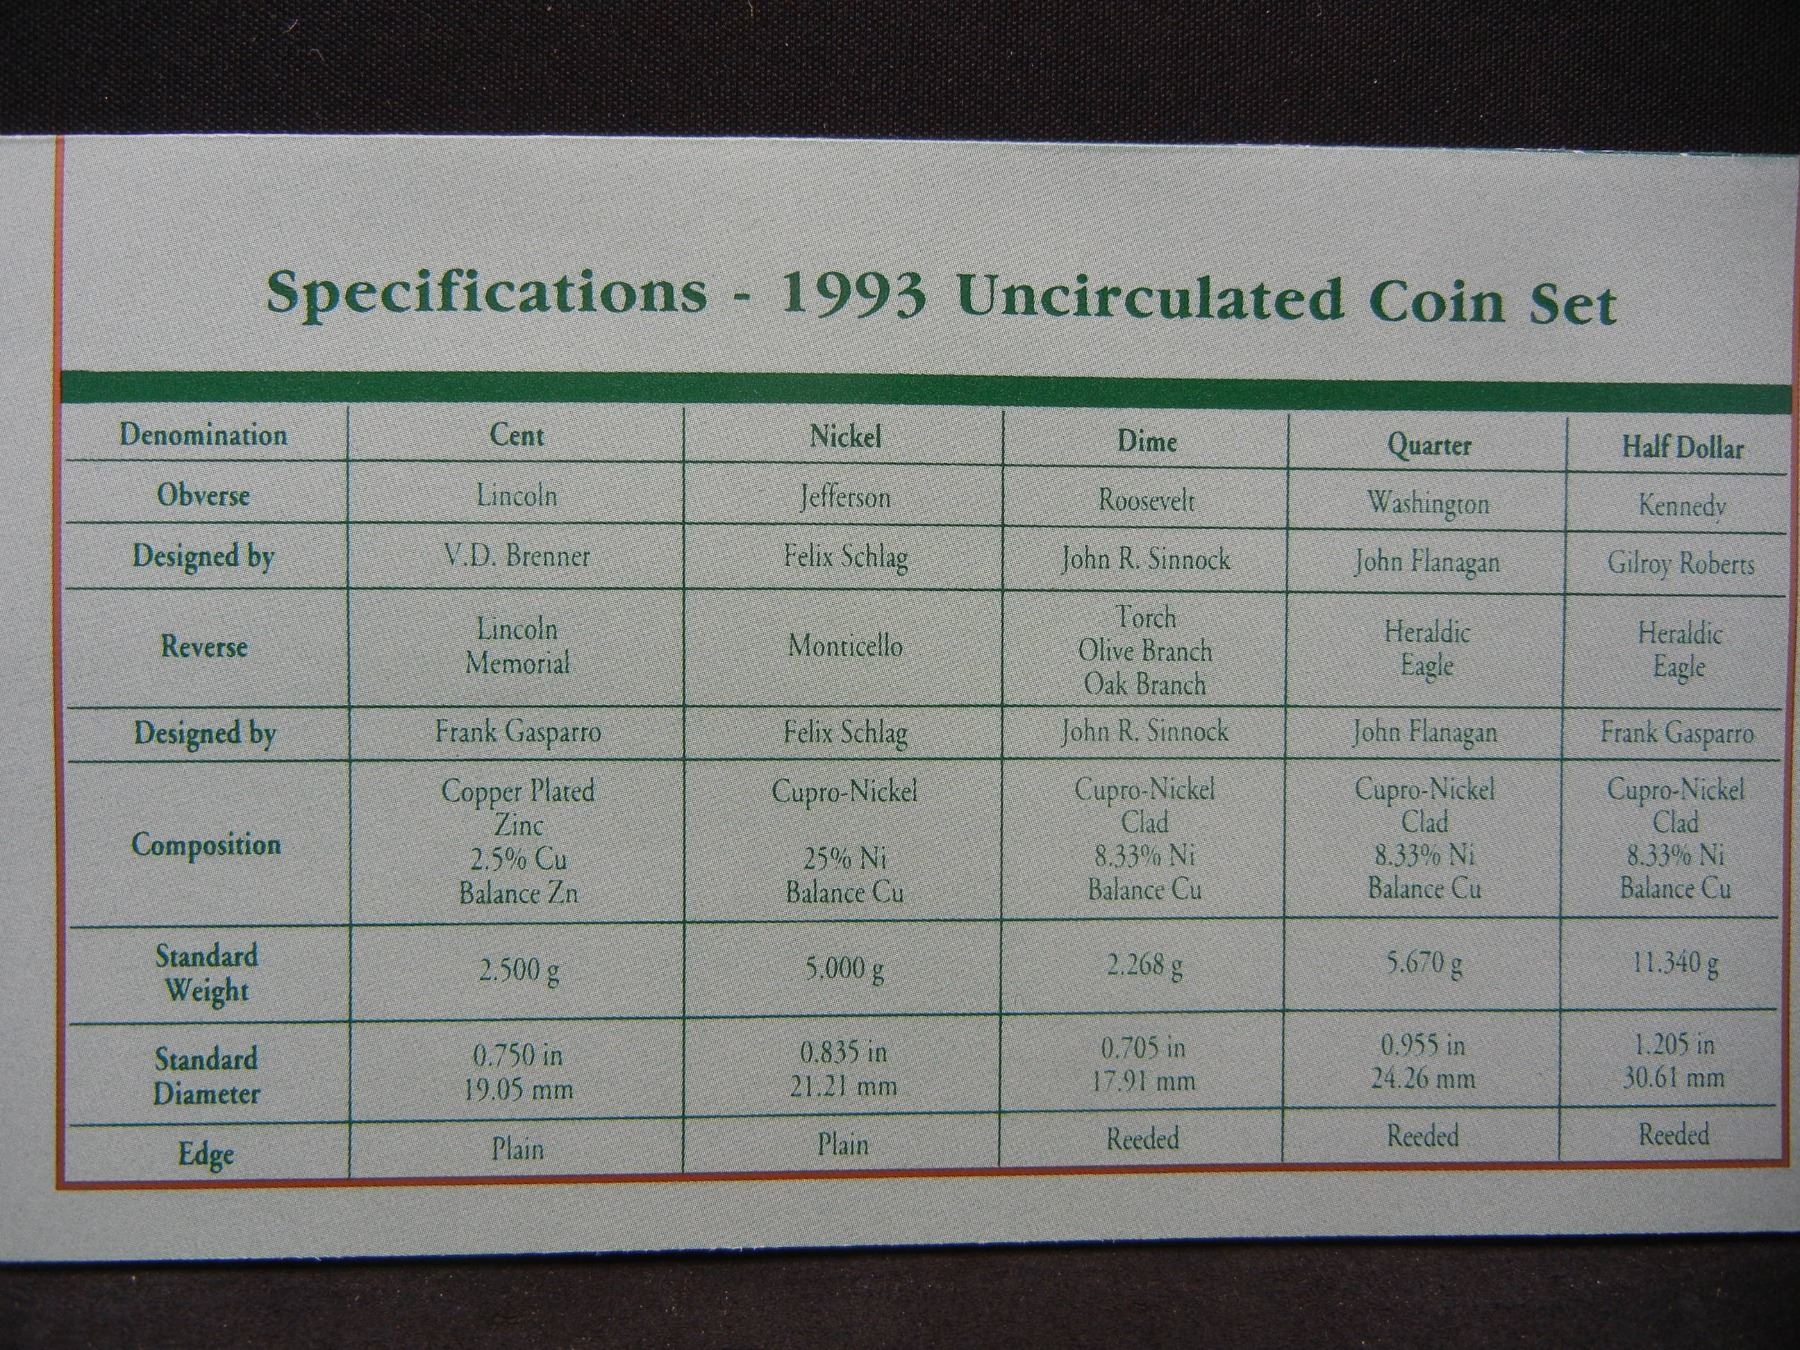 Specifications - 1993 Uncirculated Coin Set
Denomination Cent Nickel Dime Quarter Half Dollar
Obverse Lincoln Jefferson Roosevelt Washington Kennedy
Designed by V.D. Brenner Felix Schlag John R. Sinnock John Flanagan Gilroy Roberts
Reverse Lincoln Memorial Monticello Torch Olive Branch Oak Branch Heraldic Eagle Heraldic Eagle
Designed by Frank Gasparro Felix Schlag John R. Sinnock John Flanagan Frank Gasparro
Composition Copper Plated Zinc 2.5% Cu Balance Zn Cupro-Nickel 25% Ni Balance Cu Cupro-Nickel Clad 8.33% Ni Balance Cu Cupro-Nickel Clad 8.33% Ni Balance Cu Cupro-Nickel Clad 8.33% Ni Balance Cu
Standard Weight 2.500 g 5.000 g 2.268 g 5.670 g 11.340 g
Standard Diameter 0.750 in 19.05 mm 0.835 in 21.21 mm 0.705 in 17.91 mm 0.955 in 24.26 mm 1.205 in 30.61 mm
Edge Plain Plain Reeded Reeded Reeded